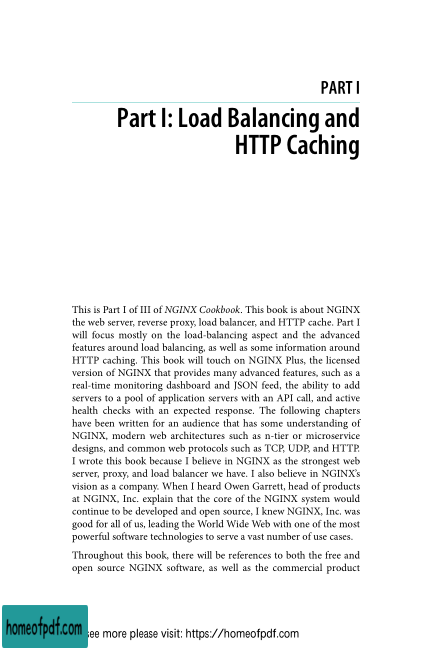 PART I
Part I: Load Balancing and
HTTP Caching
This is Part I of III of NGINX Cookbook. This book is about NGINX
the web server, reverse proxy, load balancer, and HTTP cache. Part I
will focus mostly on the load-balancing aspect and the advanced
features around load balancing, as well as some information around
HTTP caching. This book will touch on NGINX Plus, the licensed
version of NGINX that provides many advanced features, such as a
real-time monitoring dashboard and JSON feed, the ability to add
servers to a pool of application servers with an API call, and active
health checks with an expected response. The following chapters
have been written for an audience that has some understanding of
NGINX, modern web architectures such as n-tier or microservice
designs, and common web protocols such as TCP, UDP, and HTTP.
I wrote this book because I believe in NGINX as the strongest web
server, proxy, and load balancer we have. I also believe in NGINX’s
vision as a company. When I heard Owen Garrett, head of products
at NGINX, Inc. explain that the core of the NGINX system would
continue to be developed and open source, I knew NGINX, Inc. was
good for all of us, leading the World Wide Web with one of the most
powerful software technologies to serve a vast number of use cases.
Throughout this book, there will be references to both the free and
open source NGINX software, as well as the commercial product
homeofpdf.com
see more please visit: https://homeofpdf.com